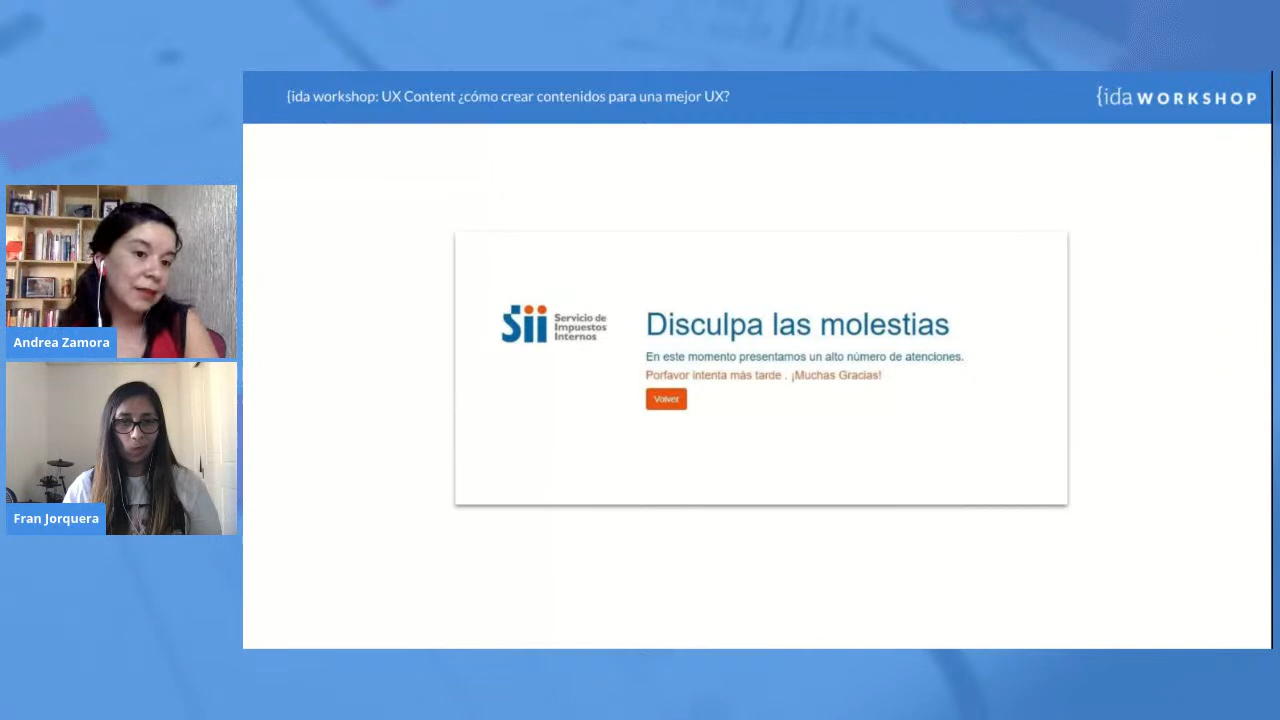 {ida workshop: UX Content ¿cómo crear contenidos para una mejor UX?
{ida WORKSHOP
Andrea Zamora
Fran Jorquera
Sii Servicio de
Impuestos
Internos
Disculpa las molestias
En este momento presentamos un alto número de atenciones.
Porfavor intenta más tarde . ¡Muchas Gracias!
Volver